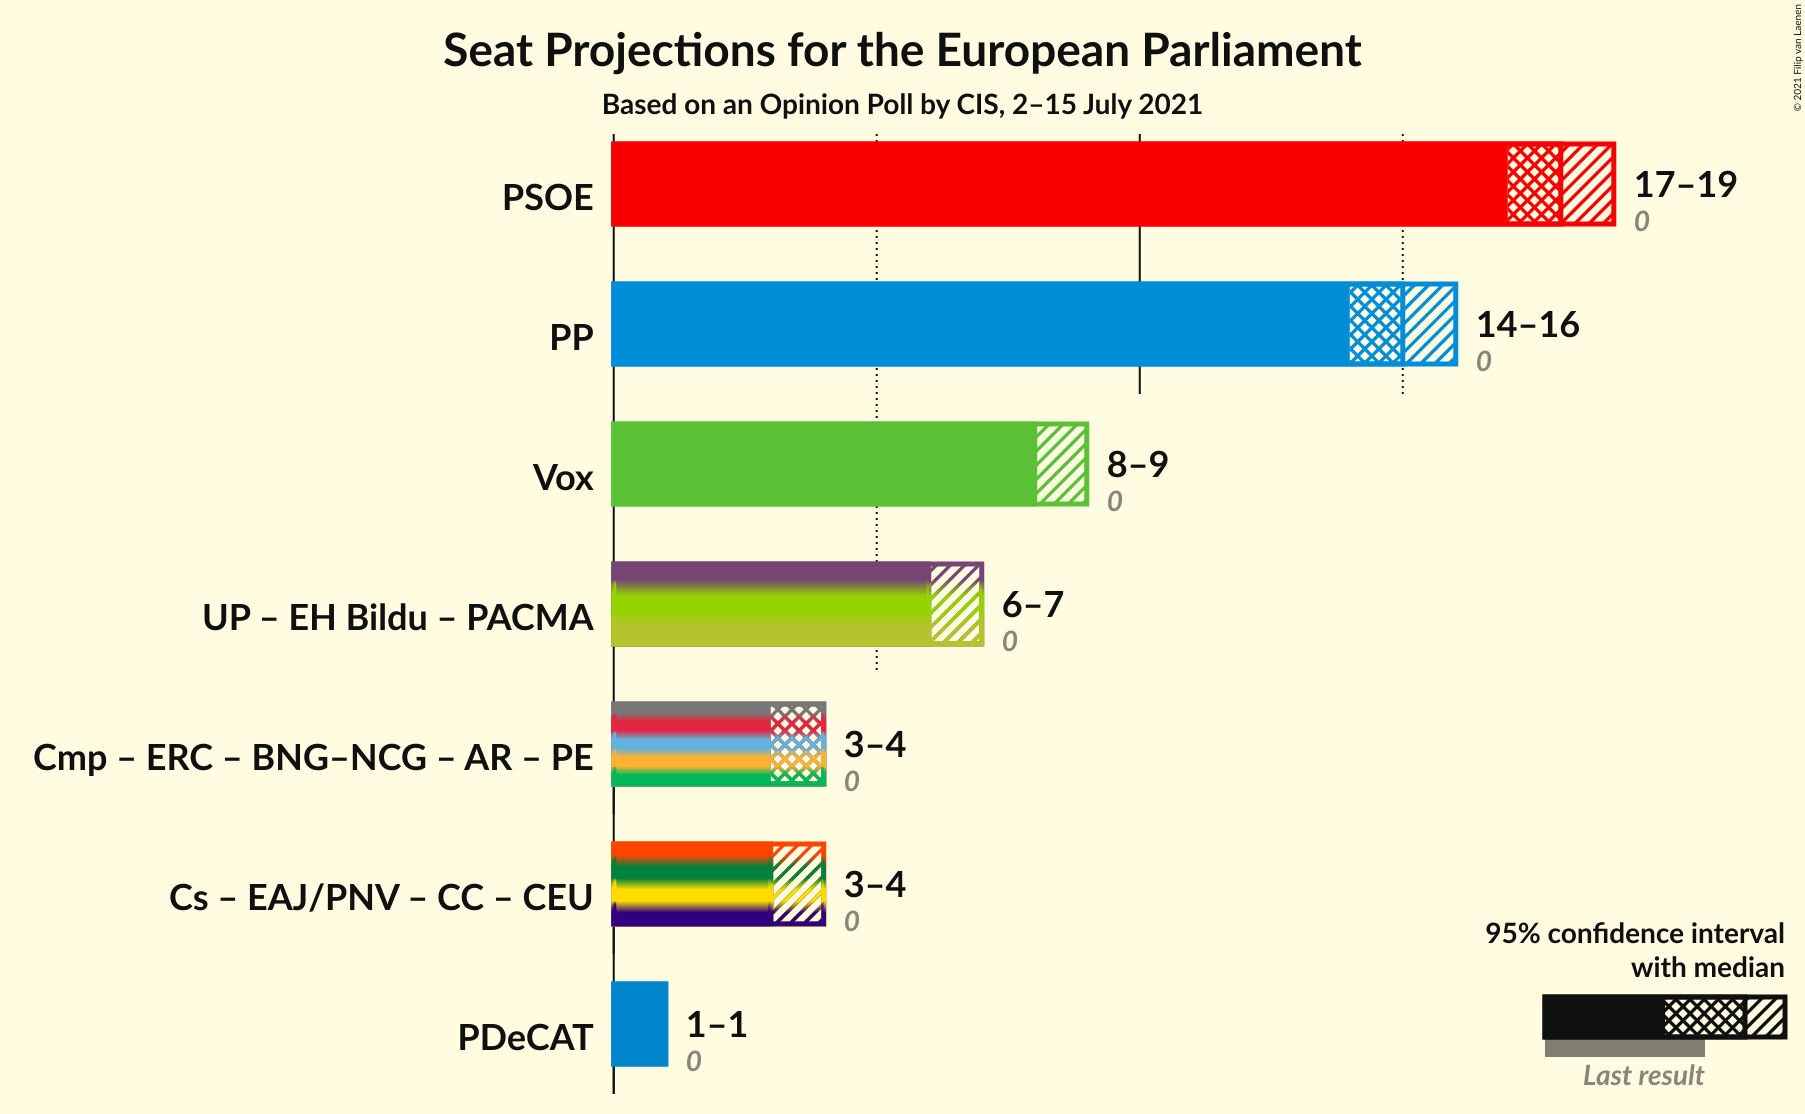 Seat Projections for the European Parliament
Based on an Opinion Poll by CIS, 2–15 July 2021
© 2021 Filip van Laenen
PSOE
17–19
0
PP
14–16
0
Vox
8–9
0
UP – EH Bildu – PACMA
6–7
0
Cmp – ERC – BNG–NCG – AR – PE
3–4
0
Cs – EAJ/PNV – CC – CEU
3–4
0
PDeCAT
1–1
0
95% confidence interval
with median
Last result